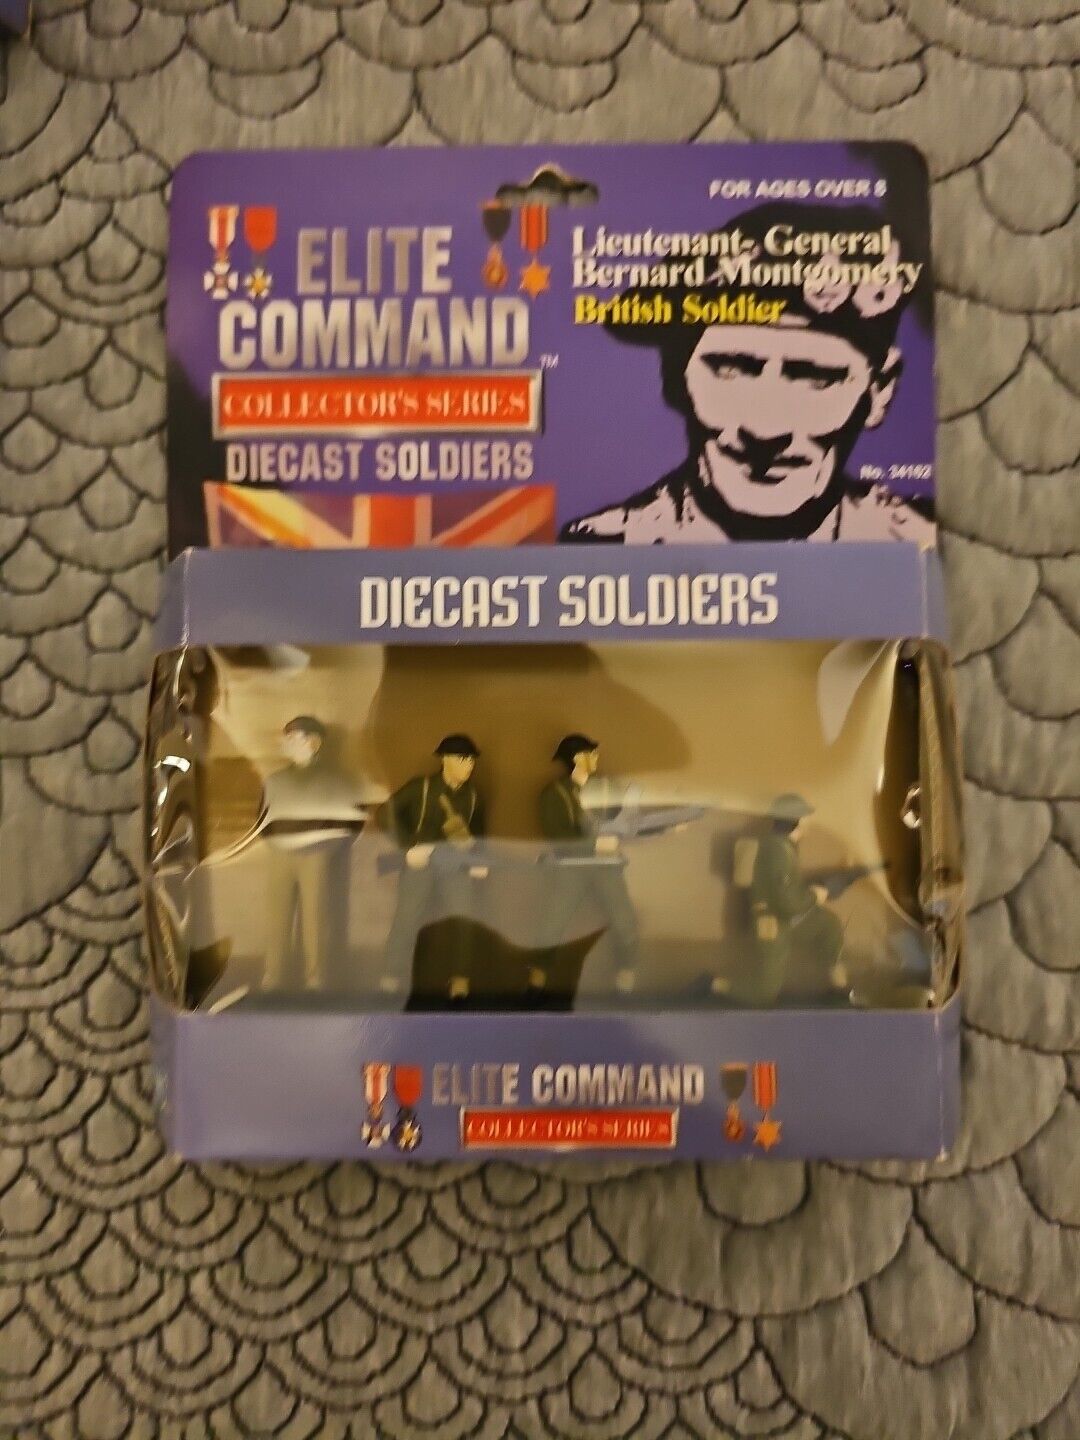 FOR AGES OVER 8
ELITE
COMMAND
TM
COLLECTOR'S SERIES
DIECAST SOLDIERS
Lieutenant- General
Bernard Montgomery
British Soldier
No. 34162
DIECAST SOLDIERS
ELITE COMMAND
COLLECTOR'S SERIES